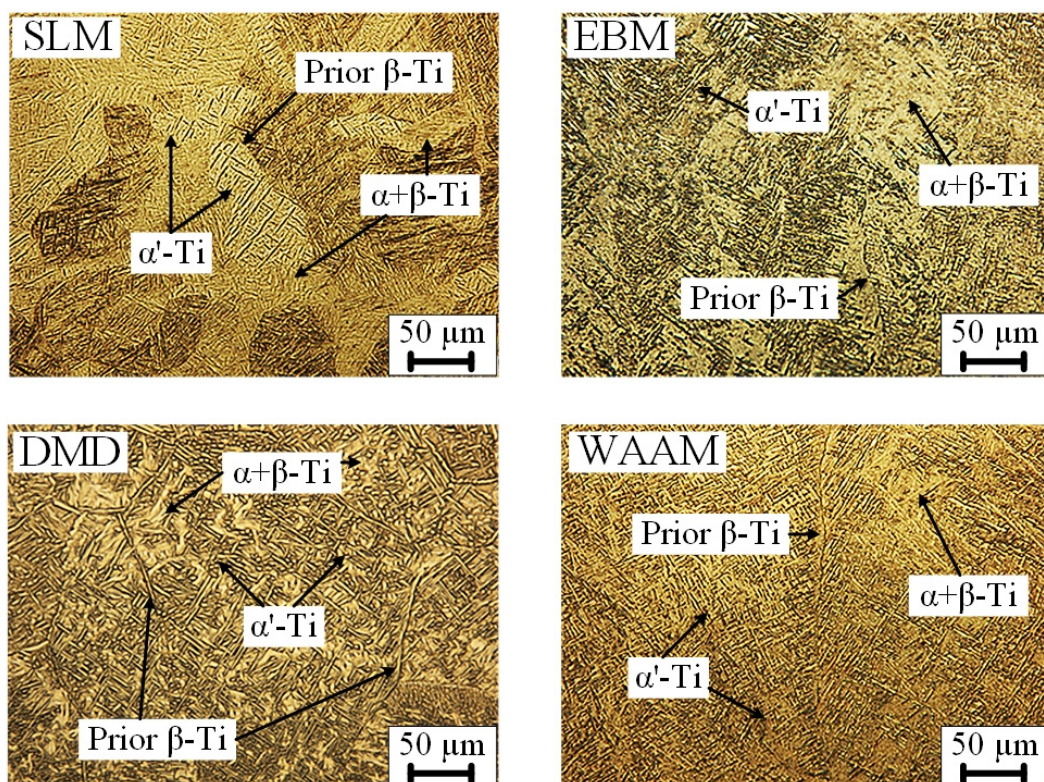 SLM
Prior β-Ti
α+β-Ti
α'-Ti
50 µm
EBM
α'-Ti
α+β-Ti
Prior β-Ti
50 µm
DMD
α+β-Ti
α'-Ti
Prior β-Ti
50 µm
WAAM
Prior β-Ti
α+β-Ti
α'-Ti
50 µm